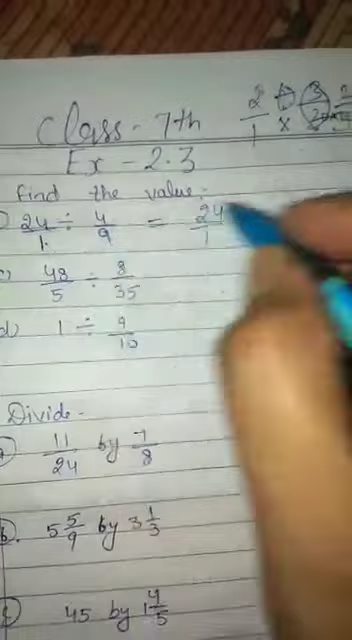 Class - 7th
Ex - 2.3
find the value:-
24/1 ÷ 4/9 = 24/1
48/5 ÷ 8/35
d) 1 ÷ 9/10
Divide -
a) 11/24 by 7/8
b. 5 5/9 by 3 1/3
45 by 1 4/5